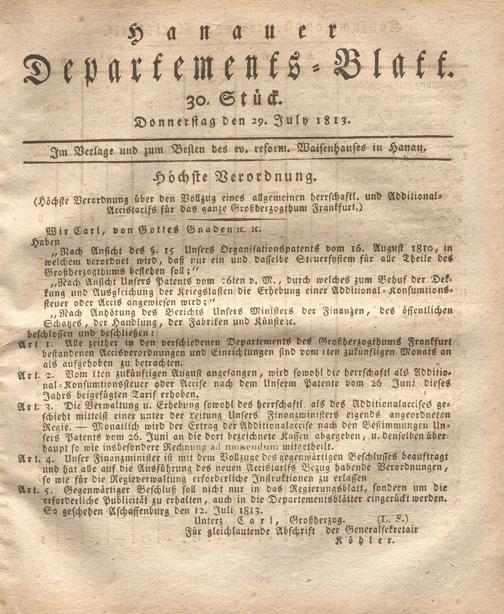 Hanauer
Departements-Blatt.
30. Stück.
Donnerstag den 29. July 1813.
Im Verlage und zum Besten des ev. reform. Waisenhauses in Hanau.
Höchste Verordnung.
(Höchste Verordnung über den Vollzug eines allgemeinen herrschaftl. und Additional-
Accistarifs für das ganze Großherzogthum Frankfurt.)
Wir Carl, von Gottes Gnaden ꝛc. ꝛc.
Haben
„Nach Ansicht des §. 15 Unsers Organisationspatents vom 16. August 1810, in
welchem verordnet wird, daß nur ein und dasselbe Steuersystem für alle Theile des
Großherzogthums bestehen soll;“
„Nach Ansicht Unsers Patents vom 26ten v. M., durch welches zum Behuf der Dek-
kung und Ausgleichung der Kriegslasten die Erhebung einer Additional-Konsumtions-
steuer oder Accis angewiesen wird;“
„Nach Anhörung des Berichts Unsers Ministers der Finanzen, des öffentlichen
Schatzes, der Handlung, der Fabriken und Künste ꝛc.
beschlossen und beschließen:
Art. 1. Alle zeither in den verschiedenen Departements des Großherzogthums Frankfurt
bestandenen Accisverordnungen und Einrichtungen sind vom 1ten zukünftigen Monats an
als aufgehoben zu betrachten.
Art. 2. Vom 1ten zukünftigen August angefangen, wird sowohl die herrschaftl als Additio-
nal-Konsumtionssteuer oder Accise nach dem Unserm Patente vom 26 Juni dieses
Jahrs beigefügten Tarif erhoben.
Art. 3. Die Verwaltung u. Erhebung sowohl des herrschaftl. als des Additionalaccises ge-
schieht mittelst einer unter der Leitung Unsers Finanzministers eigends angeordneten
Regie. — Monatlich wird der Ertrag der Additionalaccise nach den Bestimmungen Un-
sers Patents vom 26. Juni an die dort bezeichnete Kassen abgegeben, u. denselben über-
haupt so wie insbesondere Rechnung ad nowendum mitgetheilt.
Art. 4. Unser Finanzminister ist mit dem Vollzug des gegenwärtigen Beschlusses beauftragt
und hat alle auf die Ausführung des neuen Accistarifs Bezug habende Verordnungen,
so wie für die Regieverwaltung erforderliche Instruktionen zu erlassen
Art. 5. Gegenwärtiger Beschluß soll nicht nur in das Regierungsblatt, sondern um die
erforderliche Publicität zu erhalten, auch in die Departementsblätter eingerückt werden.
So geschehen Aschaffenburg den 12. Juli 1813.
Unterz Carl, Großherzog. (L. S.)
Für gleichlautende Abschrift der Generalsekretair
Köhler.